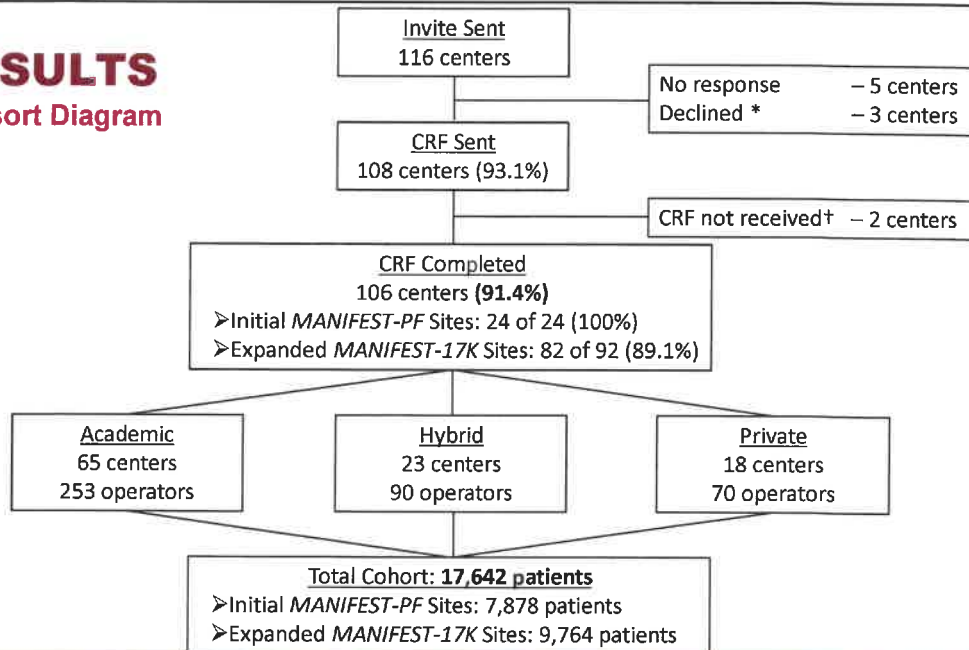 SULTS
sort Diagram
Invite Sent
116 centers
No response – 5 centers
Declined * – 3 centers
CRF Sent
108 centers (93.1%)
CRF not received† – 2 centers
CRF Completed
106 centers (91.4%)
➢Initial MANIFEST-PF Sites: 24 of 24 (100%)
➢Expanded MANIFEST-17K Sites: 82 of 92 (89.1%)
Academic
65 centers
253 operators
Hybrid
23 centers
90 operators
Private
18 centers
70 operators
Total Cohort: 17,642 patients
➢Initial MANIFEST-PF Sites: 7,878 patients
➢Expanded MANIFEST-17K Sites: 9,764 patients